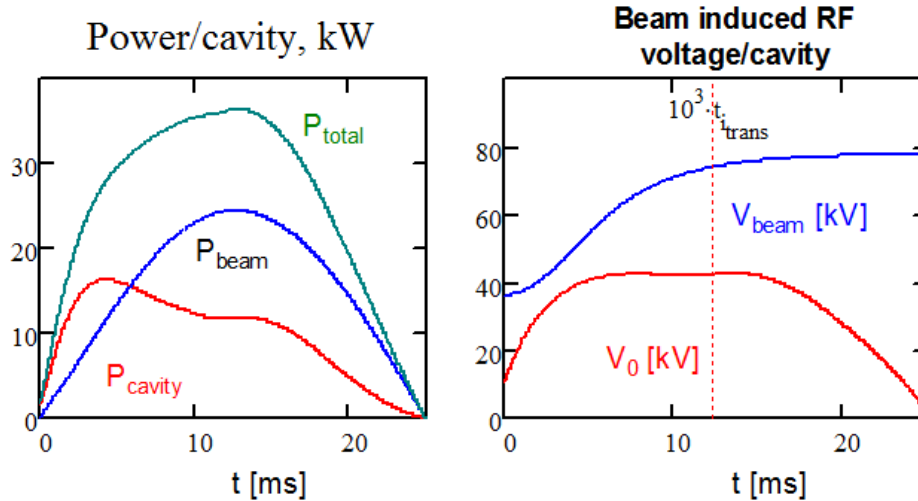 Power/cavity, kW
P_total
P_beam
P_cavity
30
20
10
0
0
10
20
t [ms]
Beam induced RF
voltage/cavity
10^3·t_i_trans
V_beam [kV]
V_0 [kV]
80
60
40
20
0
0
10
20
t [ms]